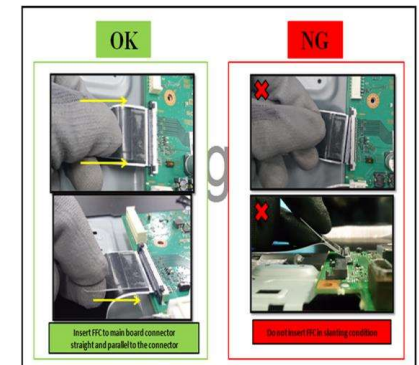 OK
NG
g
Insert FFC to main board connector
straight and parallel to the connector
Do not insert FFC in slanting condition